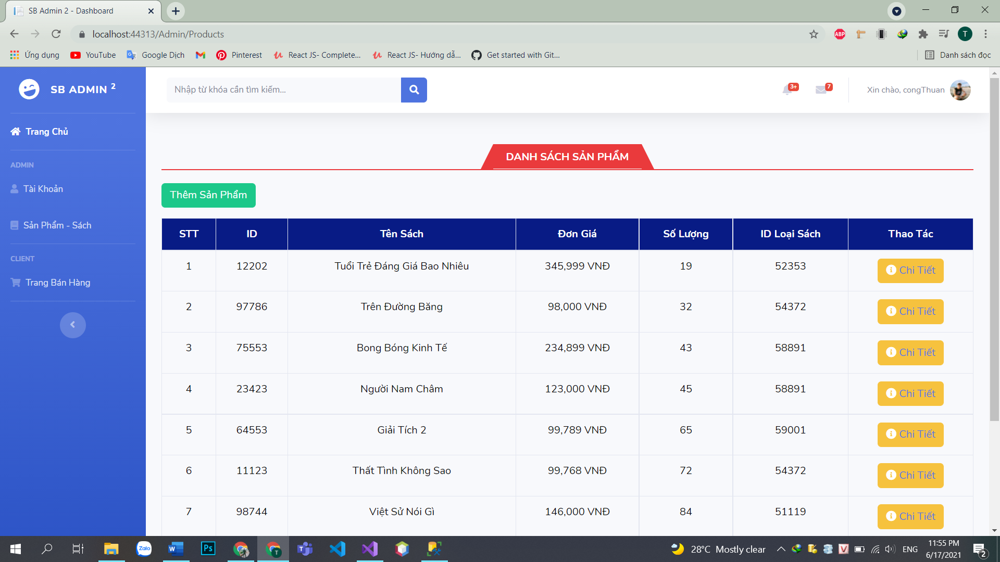 SB Admin 2 - Dashboard
localhost:44313/Admin/Products
ABP
T
Ứng dụng
YouTube
Google Dịch
Pinterest
React JS- Complete...
React JS- Hướng dẫ...
Get started with Git...
Danh sách đọc
SB ADMIN 2
Nhập từ khóa cần tìm kiếm...
3+
7
Xin chào, congThuan
Trang Chủ
ADMIN
Tài Khoản
Sản Phẩm - Sách
CLIENT
Trang Bán Hàng
DANH SÁCH SẢN PHẨM
Thêm Sản Phẩm
STT ID Tên Sách Đơn Giá Số Lượng ID Loại Sách Thao Tác
1 12202 Tuổi Trẻ Đáng Giá Bao Nhiêu 345,999 VNĐ 19 52353 Chi Tiết
2 97786 Trên Đường Băng 98,000 VNĐ 32 54372 Chi Tiết
3 75553 Bong Bóng Kinh Tế 234,899 VNĐ 43 58891 Chi Tiết
4 23423 Người Nam Châm 123,000 VNĐ 45 58891 Chi Tiết
5 64553 Giải Tích 2 99,789 VNĐ 65 59001 Chi Tiết
6 11123 Thất Tình Không Sao 99,768 VNĐ 72 54372 Chi Tiết
7 98744 Việt Sử Nói Gì 146,000 VNĐ 84 51119 Chi Tiết
Zalo
W
Ps
T
T
28°C Mostly clear
V
ENG
11:55 PM
6/17/2021
2